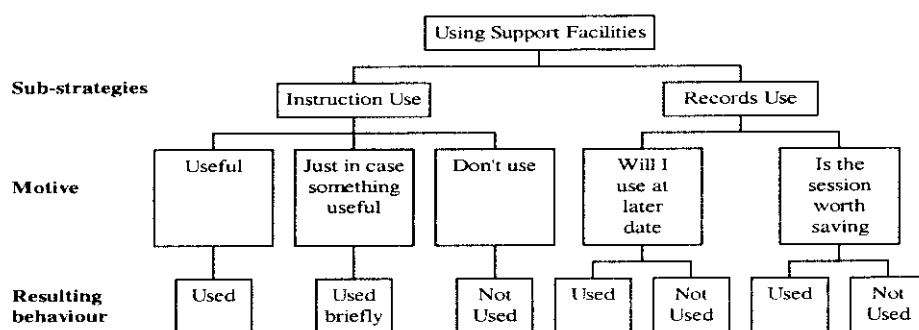 Using Support Facilities
Sub-strategies
Instruction Use
Records Use
Motive
Useful
Just in case
something
useful
Don't use
Will I
use at
later
date
Is the
session
worth
saving
Resulting
behaviour
Used
Used
briefly
Not
Used
Used
Not
Used
Used
Not
Used